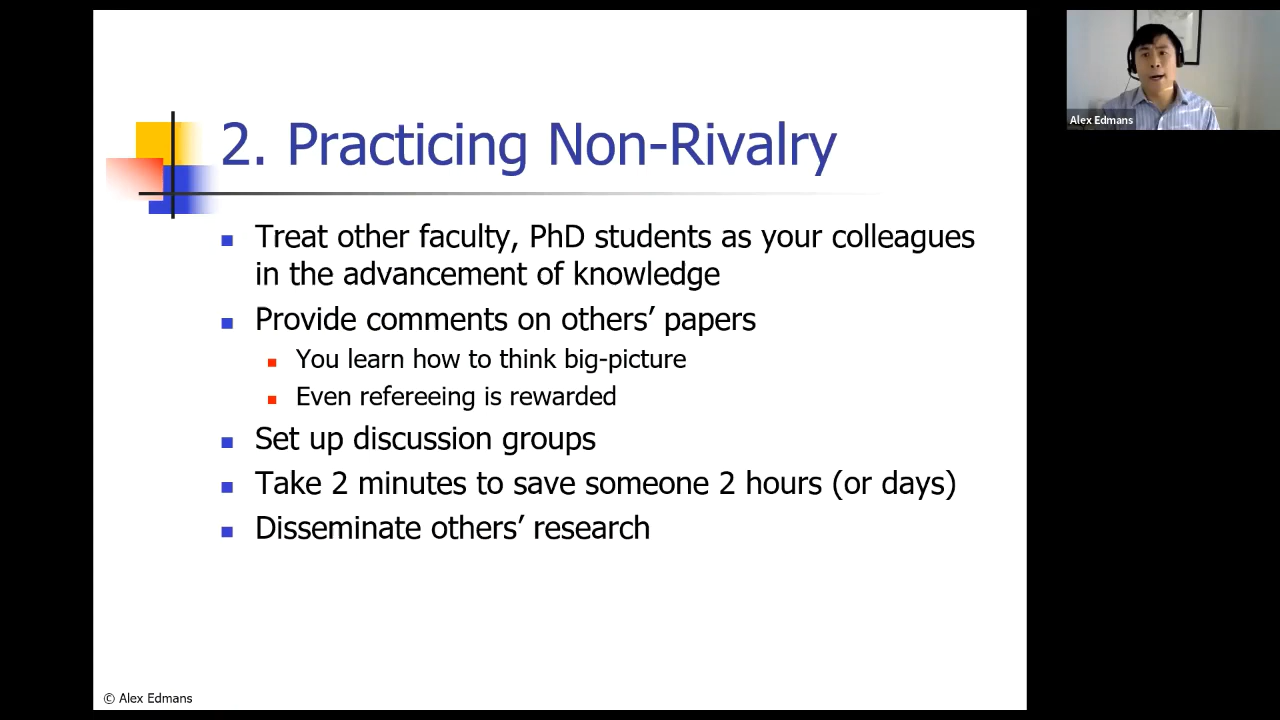 2. Practicing Non-Rivalry
Treat other faculty, PhD students as your colleagues
in the advancement of knowledge
Provide comments on others’ papers
You learn how to think big-picture
Even refereeing is rewarded
Set up discussion groups
Take 2 minutes to save someone 2 hours (or days)
Disseminate others’ research
© Alex Edmans
Alex Edmans